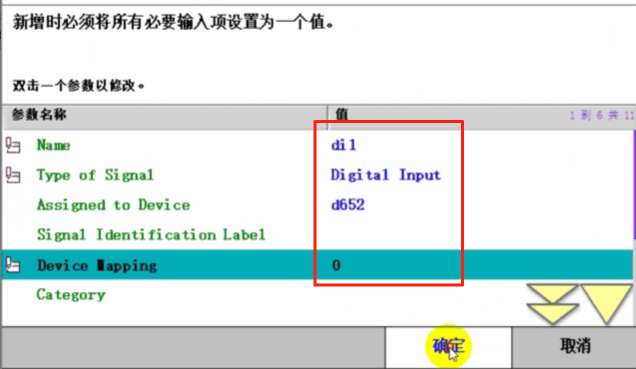 新增时必须将所有必要输入项设置为一个值。
双击一个参数以修改。
参数名称 值 1 到 6 共 11
Name di1
Type of Signal Digital Input
Assigned to Device d652
Signal Identification Label
Device Mapping 0
Category
确定 取消